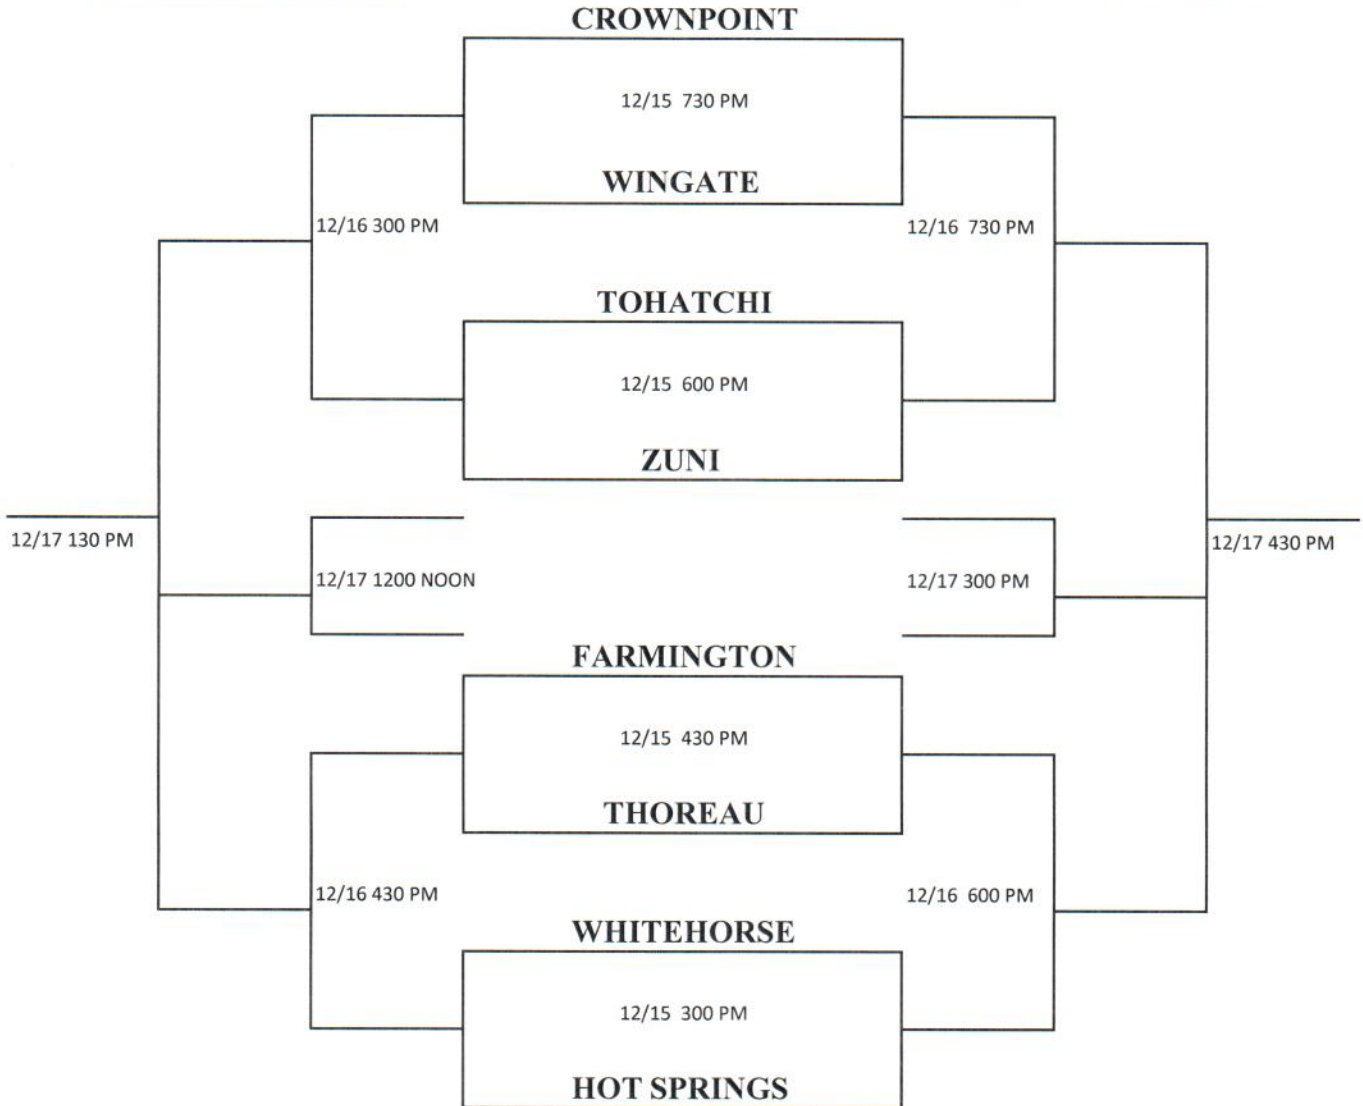 CROWNPOINT
12/15 730 PM
WINGATE
12/16 300 PM
12/16 730 PM
TOHATCHI
12/15 600 PM
ZUNI
12/17 130 PM
12/17 430 PM
12/17 1200 NOON
12/17 300 PM
FARMINGTON
12/15 430 PM
THOREAU
12/16 430 PM
12/16 600 PM
WHITEHORSE
12/15 300 PM
HOT SPRINGS